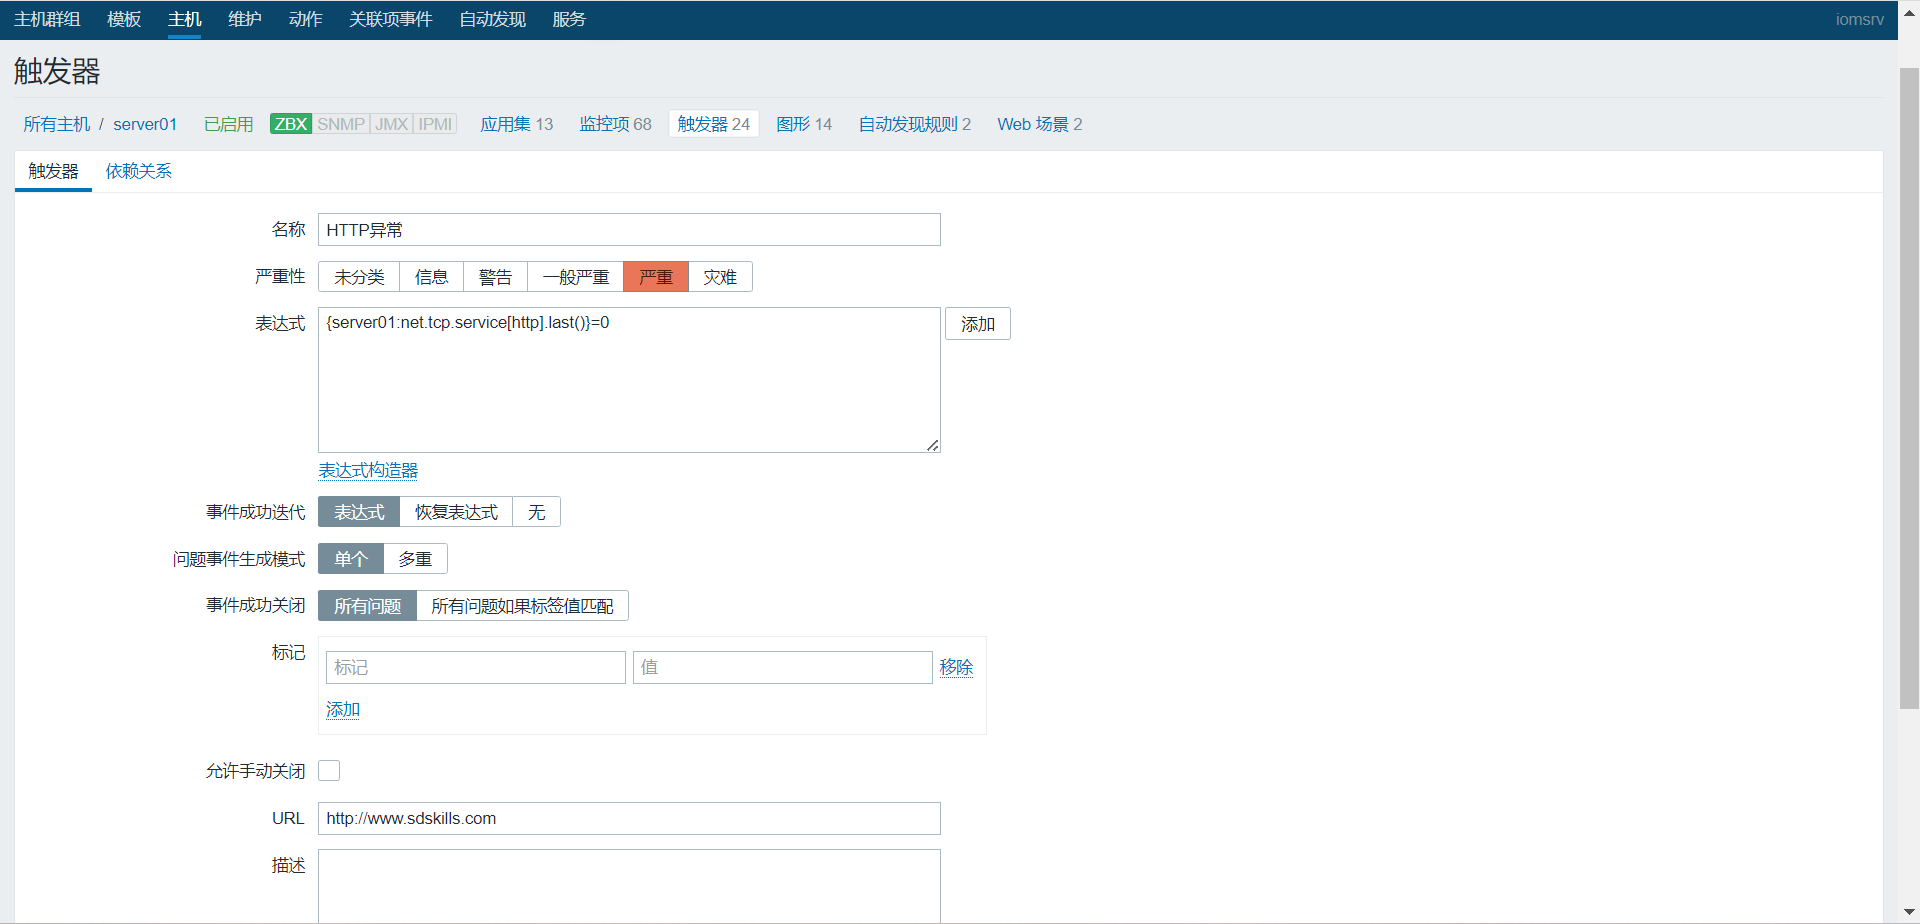 主机群组 模板 主机 维护 动作 关联项事件 自动发现 服务 iomsrv
触发器
所有主机 / server01 已启用 ZBX SNMP JMX IPMI 应用集 13 监控项 68 触发器 24 图形 14 自动发现规则 2 Web 场景 2
触发器 依赖关系
名称 HTTP异常
严重性 未分类 信息 警告 一般严重 严重 灾难
表达式 {server01:net.tcp.service[http].last()}=0 添加
表达式构造器
事件成功迭代 表达式 恢复表达式 无
问题事件生成模式 单个 多重
事件成功关闭 所有问题 所有问题如果标签值匹配
标记 标记 值 移除
添加
允许手动关闭
URL http://www.sdskills.com
描述